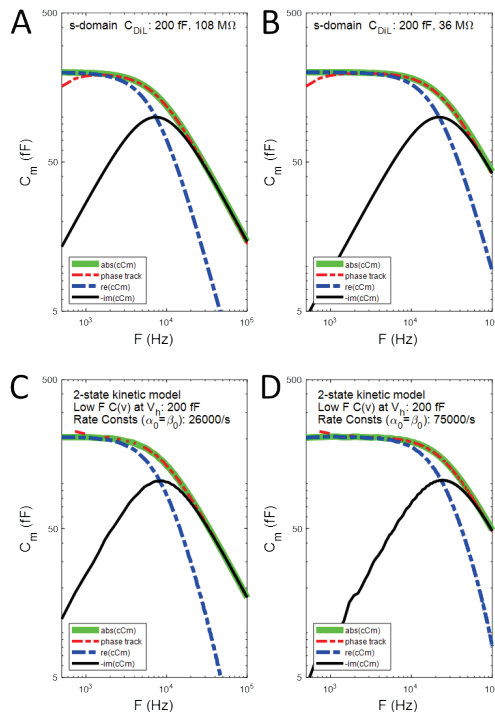 A
s-domain C_DiL: 200 fF, 108 MΩ
500
50
5
C_m (fF)
abs(cCm)
phase track
re(cCm)
-im(cCm)
10^3 10^4 10^5
F (Hz)
B
s-domain C_DiL: 200 fF, 36 MΩ
500
50
5
C_m (fF)
abs(cCm)
phase track
re(cCm)
-im(cCm)
10^3 10^4 10
F (Hz)
C
2-state kinetic model
Low F C(v) at V_h: 200 fF
Rate Consts (α_0=β_0): 26000/s
500
50
5
C_m (fF)
abs(cCm)
phase track
re(cCm)
-im(cCm)
10^3 10^4 10^5
F (Hz)
D
2-state kinetic model
Low F C(v) at V_h: 200 fF
Rate Consts (α_0=β_0): 75000/s
500
50
5
C_m (fF)
abs(cCm)
phase track
re(cCm)
-im(cCm)
10^3 10^4 10
F (Hz)